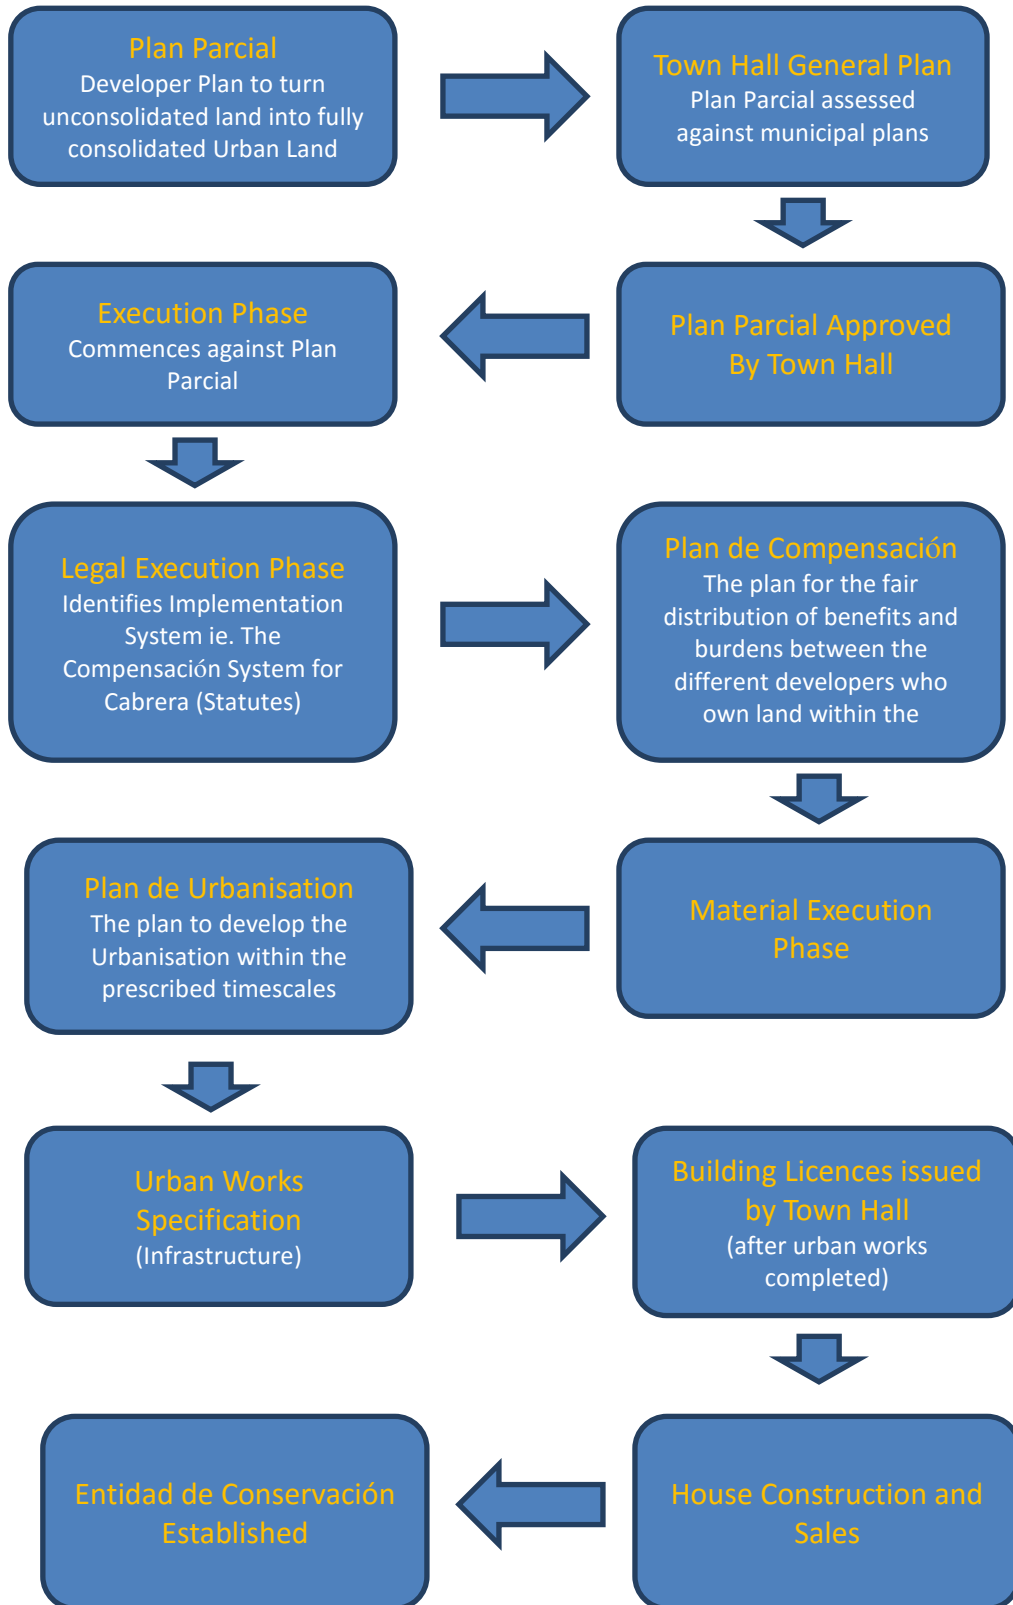 Plan Parcial
Developer Plan to turn
unconsolidated land into fully
consolidated Urban Land
Town Hall General Plan
Plan Parcial assessed
against municipal plans
Plan Parcial Approved
By Town Hall
Execution Phase
Commences against Plan
Parcial
Legal Execution Phase
Identifies Implementation
System ie. The
Compensación System for
Cabrera (Statutes)
Plan de Compensación
The plan for the fair
distribution of benefits and
burdens between the
different developers who
own land within the
Material Execution
Phase
Plan de Urbanisation
The plan to develop the
Urbanisation within the
prescribed timescales
Urban Works
Specification
(Infrastructure)
Building Licences issued
by Town Hall
(after urban works
completed)
House Construction and
Sales
Entidad de Conservación
Established